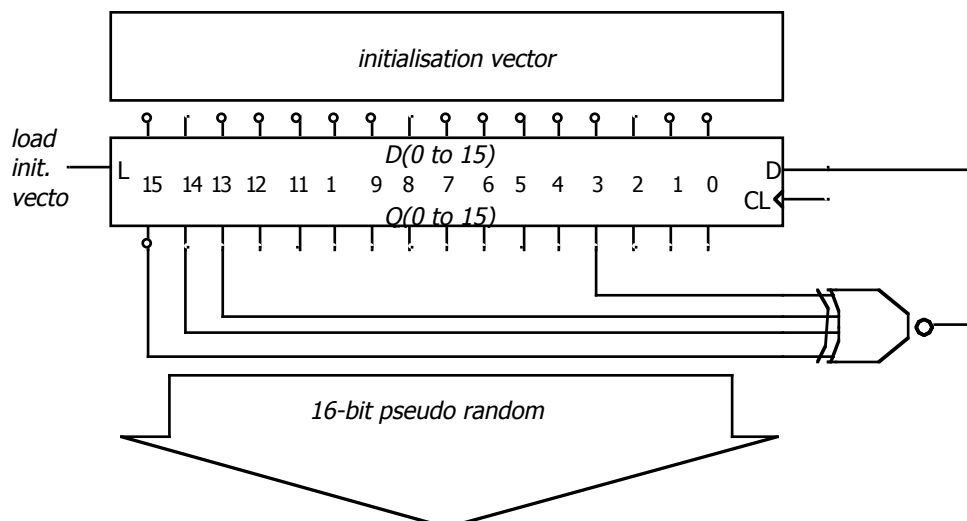 initialisation vector
load
init.
vecto
D(0 to 15)
L
D
15 14 13 12 11 1 9 8 7 6 5 4 3 2 1 0
CL
Q(0 to 15)
16-bit pseudo random